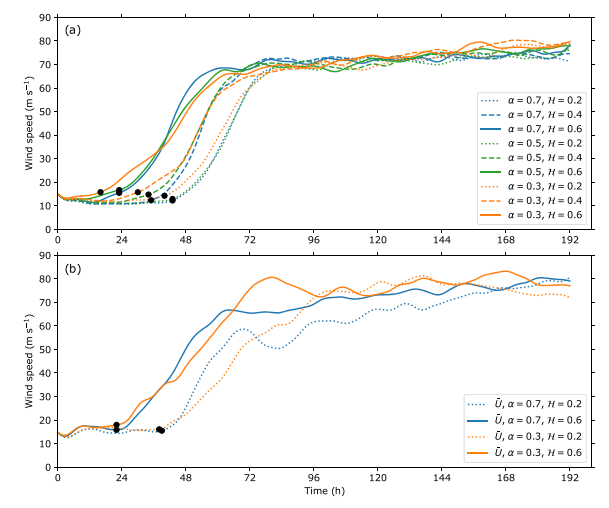 (a)
Wind speed (m s⁻¹)
90
80
70
60
50
40
30
20
10
0
0 24 48 72 96 120 144 168 192
α = 0.7, ℋ = 0.2
α = 0.7, ℋ = 0.4
α = 0.7, ℋ = 0.6
α = 0.5, ℋ = 0.2
α = 0.5, ℋ = 0.4
α = 0.5, ℋ = 0.6
α = 0.3, ℋ = 0.2
α = 0.3, ℋ = 0.4
α = 0.3, ℋ = 0.6
(b)
Wind speed (m s⁻¹)
90
80
70
60
50
40
30
20
10
0
0 24 48 72 96 120 144 168 192
Ū, α = 0.7, ℋ = 0.2
Ū, α = 0.7, ℋ = 0.6
Ū, α = 0.3, ℋ = 0.2
Ū, α = 0.3, ℋ = 0.6
Time (h)